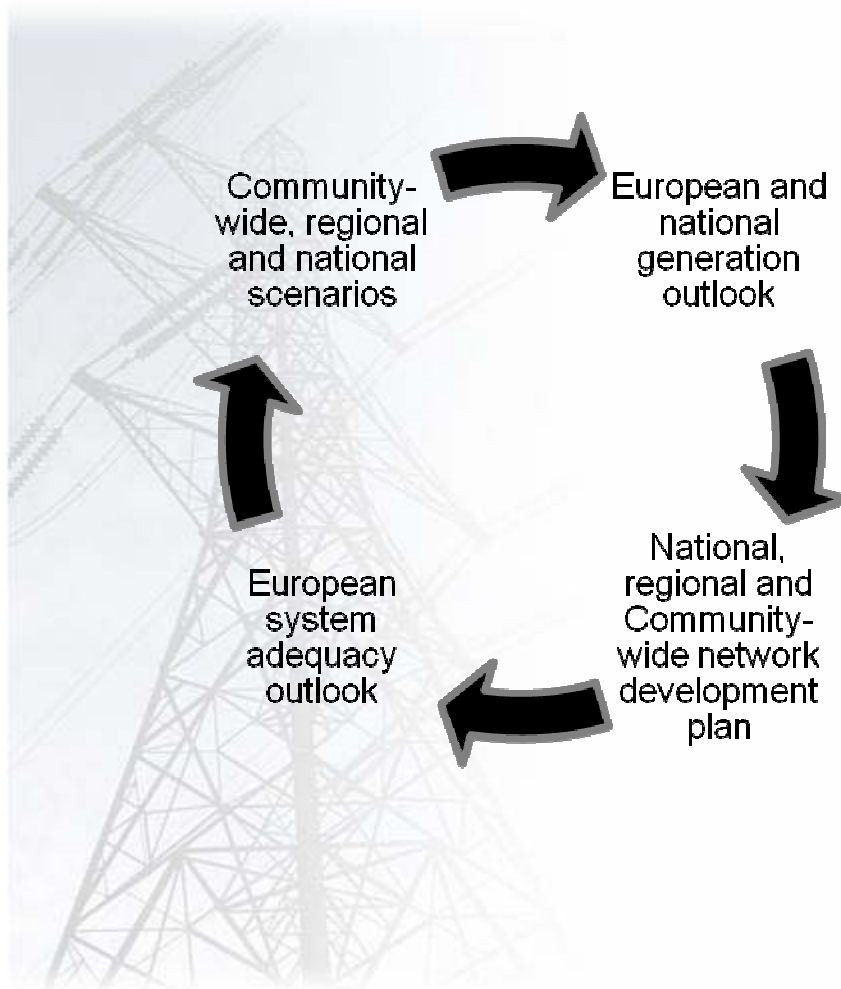 Community-
wide, regional
and national
scenarios
European and
national
generation
outlook
National,
regional and
Community-
wide network
development
plan
European
system
adequacy
outlook